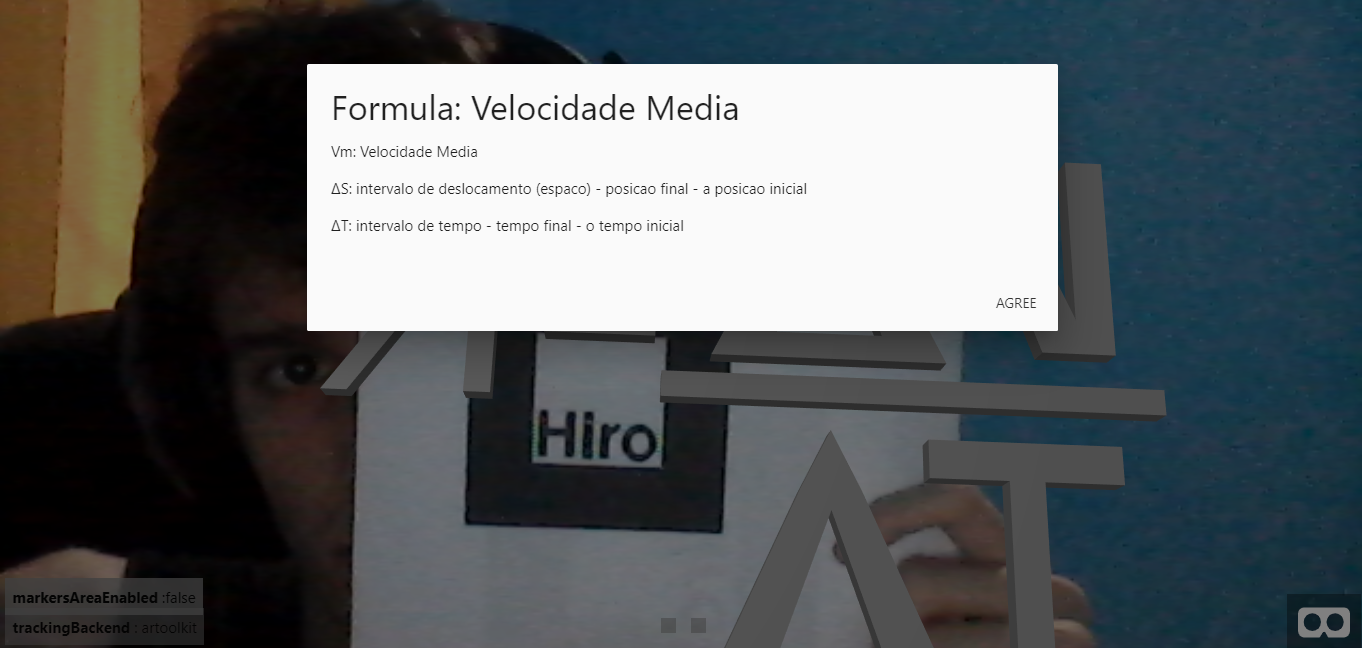 Formula: Velocidade Media
Vm: Velocidade Media
ΔS: intervalo de deslocamento (espaco) - posicao final - a posicao inicial
ΔT: intervalo de tempo - tempo final - o tempo inicial
AGREE
Hiro
ΔT
markersAreaEnabled :false
trackingBackend : artoolkit